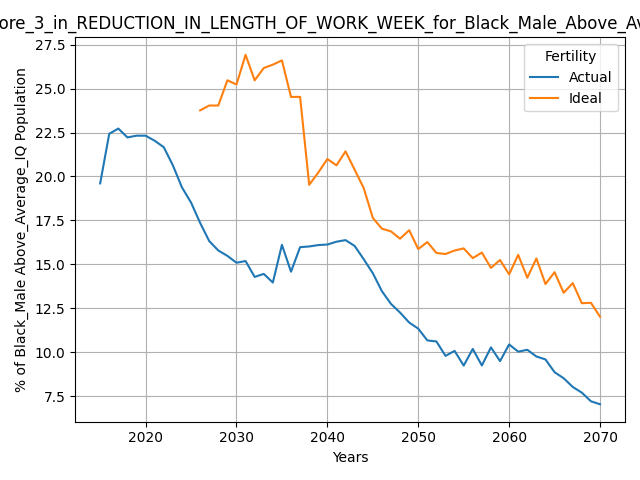 ore_3_in_REDUCTION_IN_LENGTH_OF_WORK_WEEK_for_Black_Male_Above_Av
27.5
25.0
22.5
20.0
17.5
15.0
12.5
10.0
7.5
% of Black_Male Above_Average_IQ Population
Fertility
Actual
Ideal
2020
2030
2040
2050
2060
2070
Years